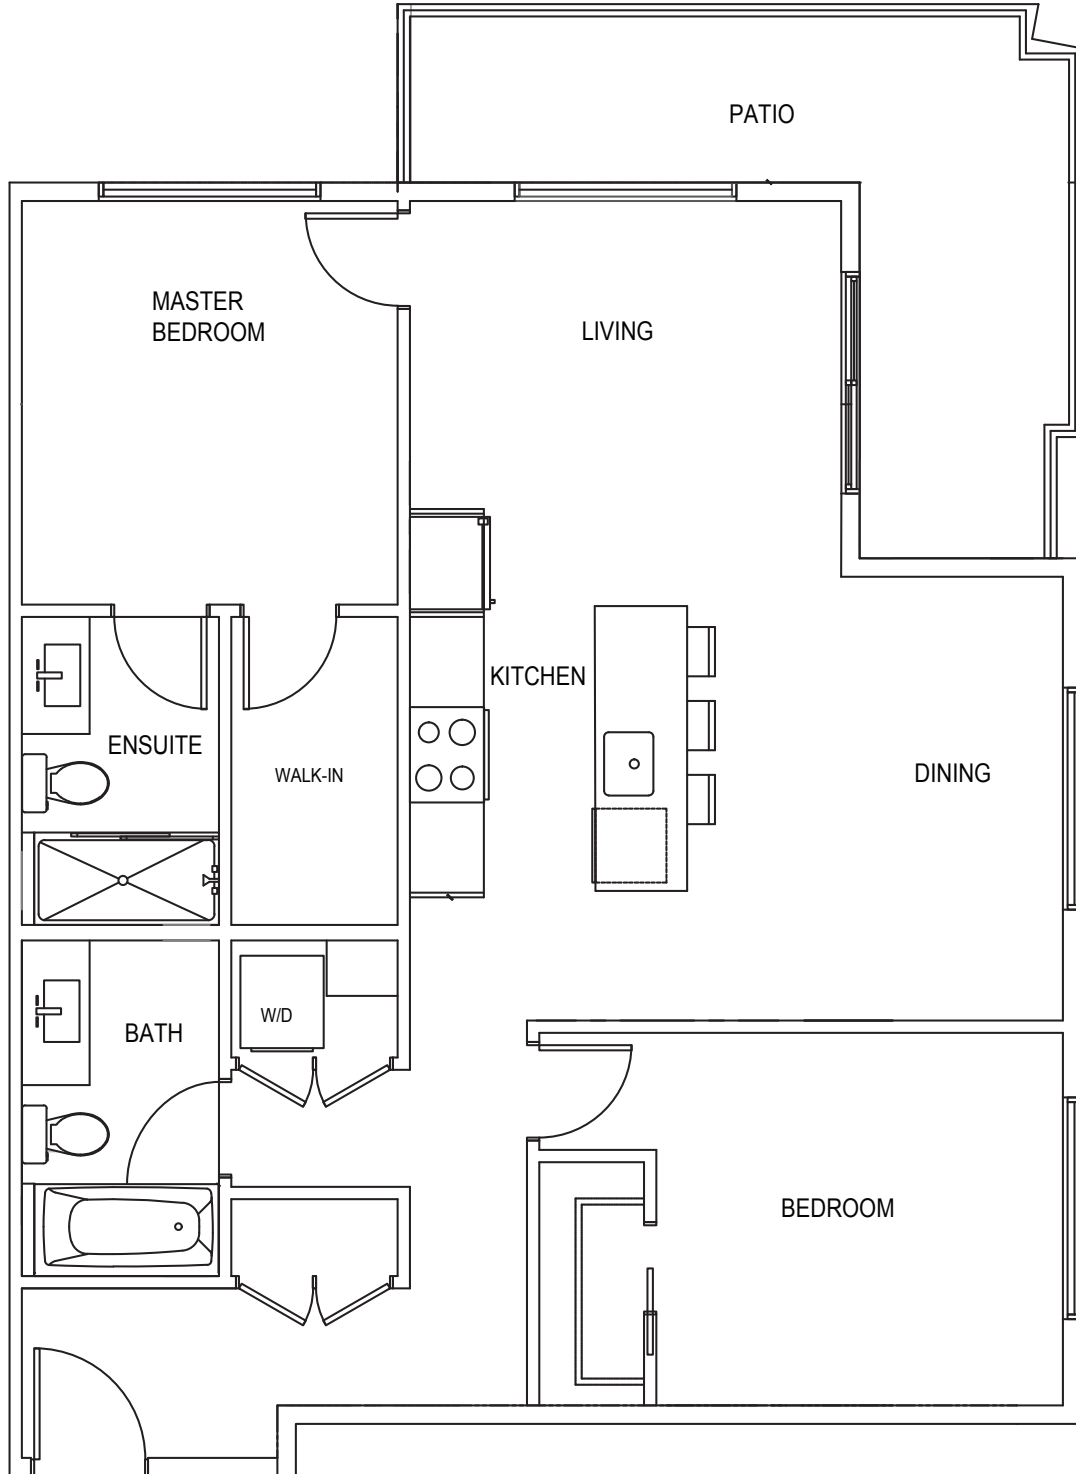 PATIO
MASTER
BEDROOM
LIVING
KITCHEN
ENSUITE
WALK-IN
DINING
W/D
BATH
BEDROOM